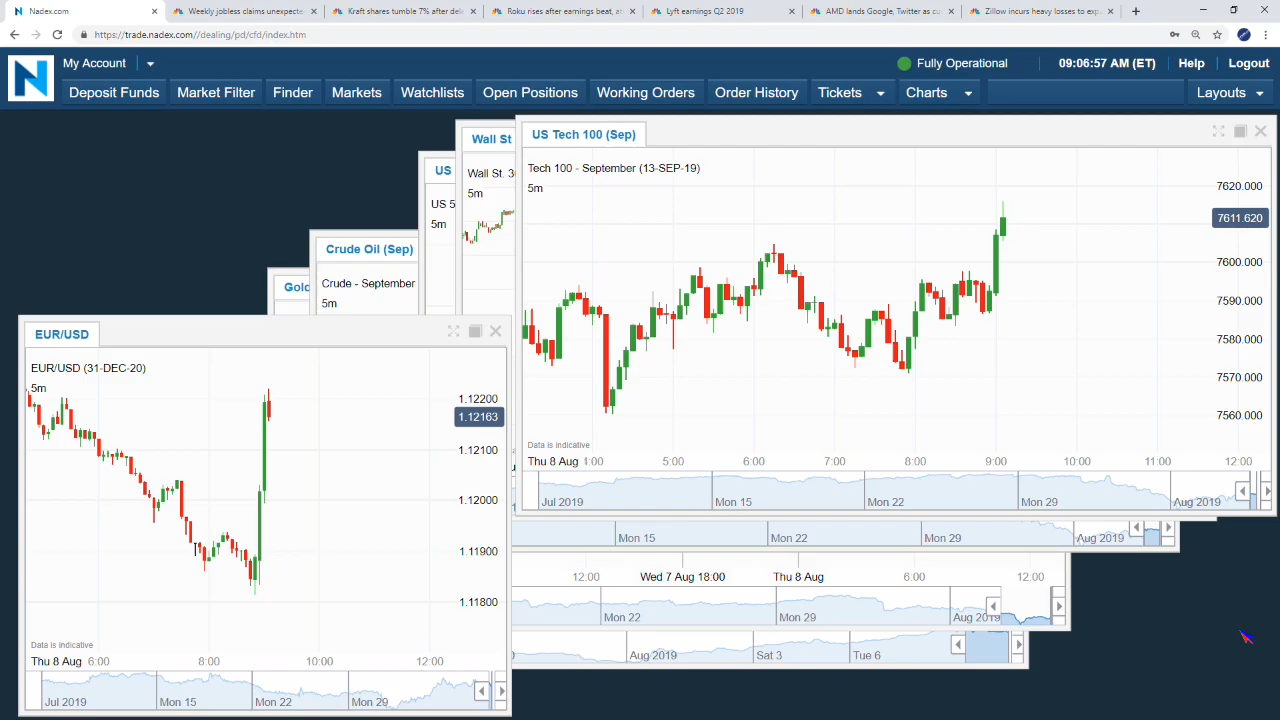 Nadex.com
Weekly jobless claims unexpecte
Kraft shares tumble 7% after del
Roku rises after earnings beat, a
Lyft earnings Q2 2019
AMD lands Google, Twitter as cu
Zillow incurs heavy losses to exp
https://trade.nadex.com//dealing/pd/cfd/index.htm
My Account
Fully Operational
09:06:57 AM (ET)
Help
Logout
Deposit Funds
Market Filter
Finder
Markets
Watchlists
Open Positions
Working Orders
Order History
Tickets
Charts
Layouts
US Tech 100 (Sep)
Tech 100 - September (13-SEP-19)
5m
7620.000
7611.620
7600.000
7590.000
7580.000
7570.000
7560.000
Data is indicative
Thu 8 Aug
:00
5:00
6:00
7:00
8:00
9:00
10:00
11:00
12:00
Jul 2019
Mon 15
Mon 22
Mon 29
Aug 2019
Wall St
Wall St. 3
5m
US
US 5
5m
Crude Oil (Sep)
Crude - September
5m
Gold
EUR/USD
EUR/USD (31-DEC-20)
5m
1.12200
1.12163
1.12100
1.12000
1.11900
1.11800
Data is indicative
Thu 8 Aug
6:00
8:00
10:00
12:00
Jul 2019
Mon 15
Mon 22
Mon 29
Mon 15
Mon 22
Mon 29
Aug 2019
12:00
Wed 7 Aug 18:00
Thu 8 Aug
6:00
12:00
Mon 22
Mon 29
Aug 2019
Aug 2019
Sat 3
Tue 6